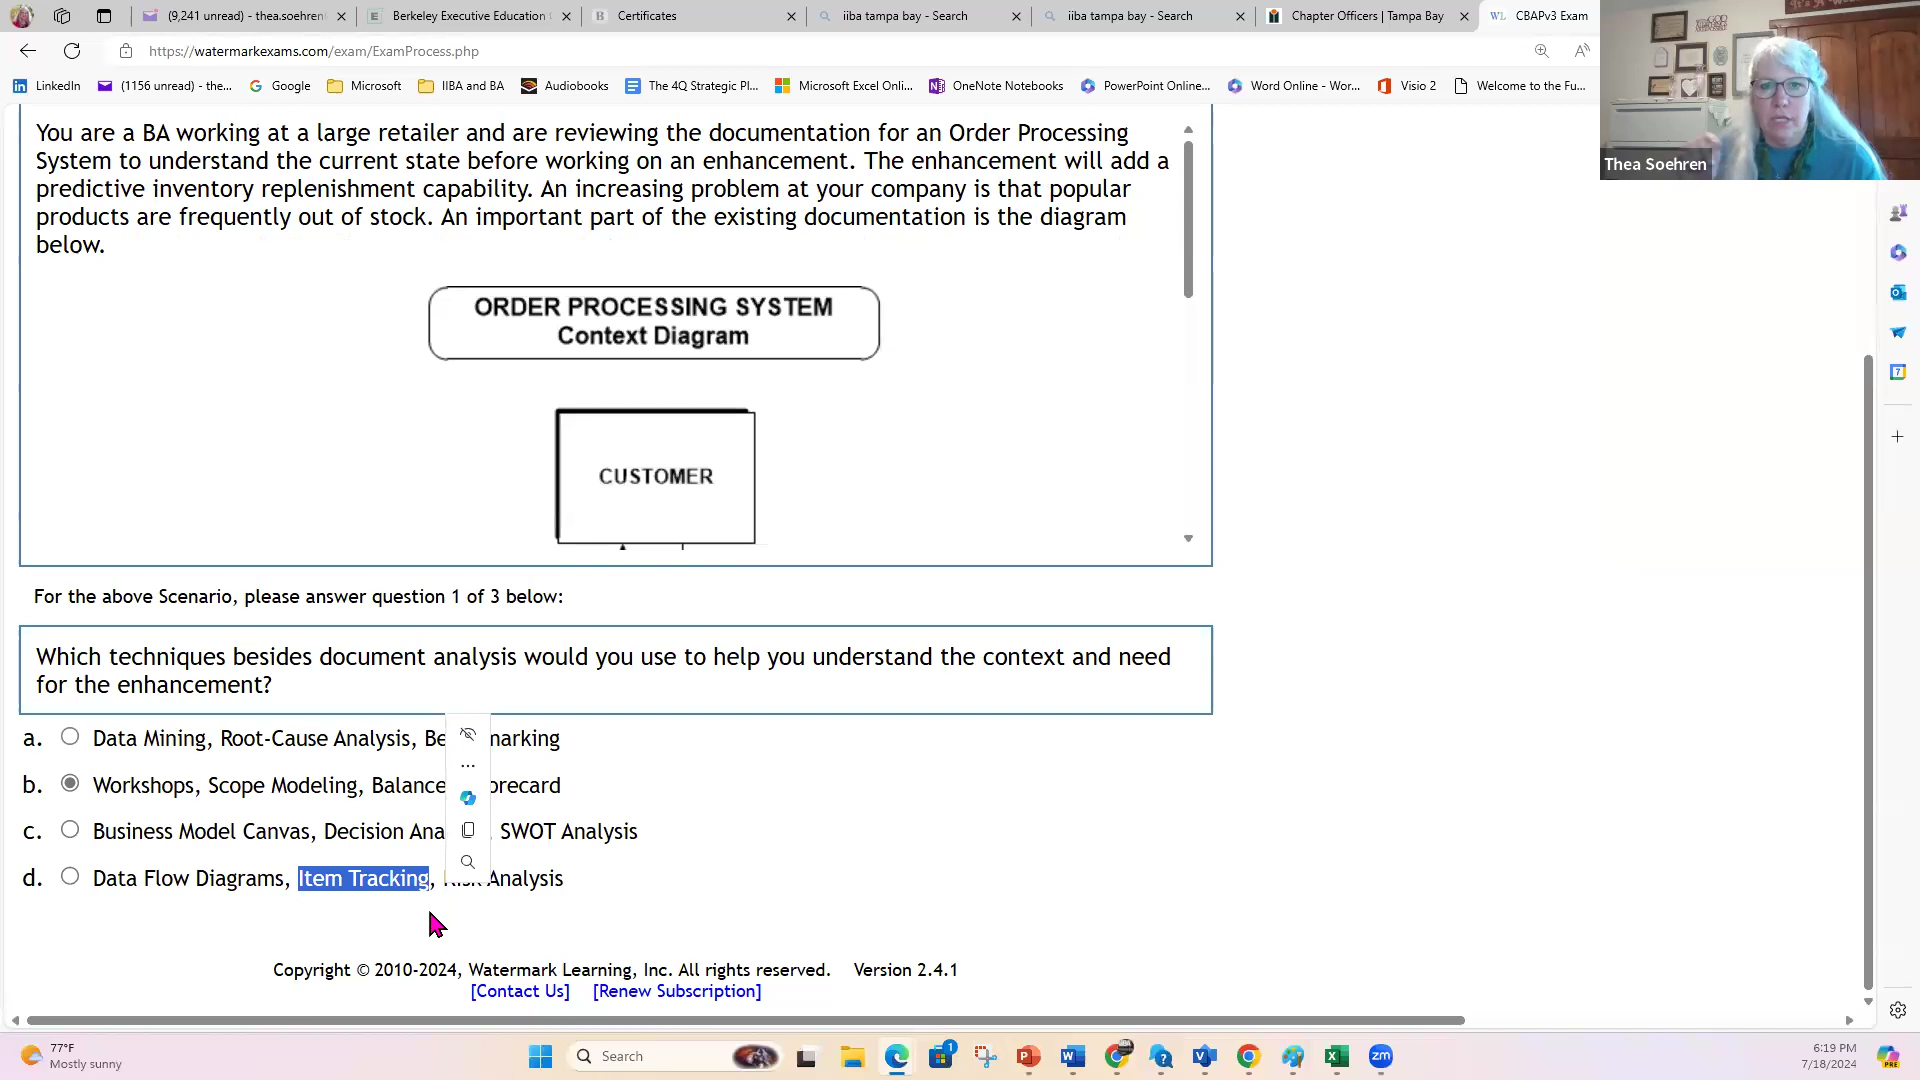 (9,241 unread) - thea.soehren
Berkeley Executive Education
Certificates
iiba tampa bay - Search
iiba tampa bay - Search
Chapter Officers | Tampa Bay
WL CBAPv3 Exam
https://watermarkexams.com/exam/ExamProcess.php
LinkedIn
(1156 unread) - the...
Google
Microsoft
IIBA and BA
Audiobooks
The 4Q Strategic Pl...
Microsoft Excel Onli...
OneNote Notebooks
PowerPoint Online...
Word Online - Wor...
Visio 2
Welcome to the Fu...
Thea Soehren
You are a BA working at a large retailer and are reviewing the documentation for an Order Processing
System to understand the current state before working on an enhancement. The enhancement will add a
predictive inventory replenishment capability. An increasing problem at your company is that popular
products are frequently out of stock. An important part of the existing documentation is the diagram
below.
ORDER PROCESSING SYSTEM
Context Diagram
CUSTOMER
For the above Scenario, please answer question 1 of 3 below:
Which techniques besides document analysis would you use to help you understand the context and need
for the enhancement?
a. Data Mining, Root-Cause Analysis, Be marking
b. Workshops, Scope Modeling, Balance orecard
c. Business Model Canvas, Decision Ana SWOT Analysis
d. Data Flow Diagrams, Item Tracking, Risk Analysis
Copyright © 2010-2024, Watermark Learning, Inc. All rights reserved. Version 2.4.1
[Contact Us] [Renew Subscription]
77°F
Mostly sunny
Search
6:19 PM
7/18/2024